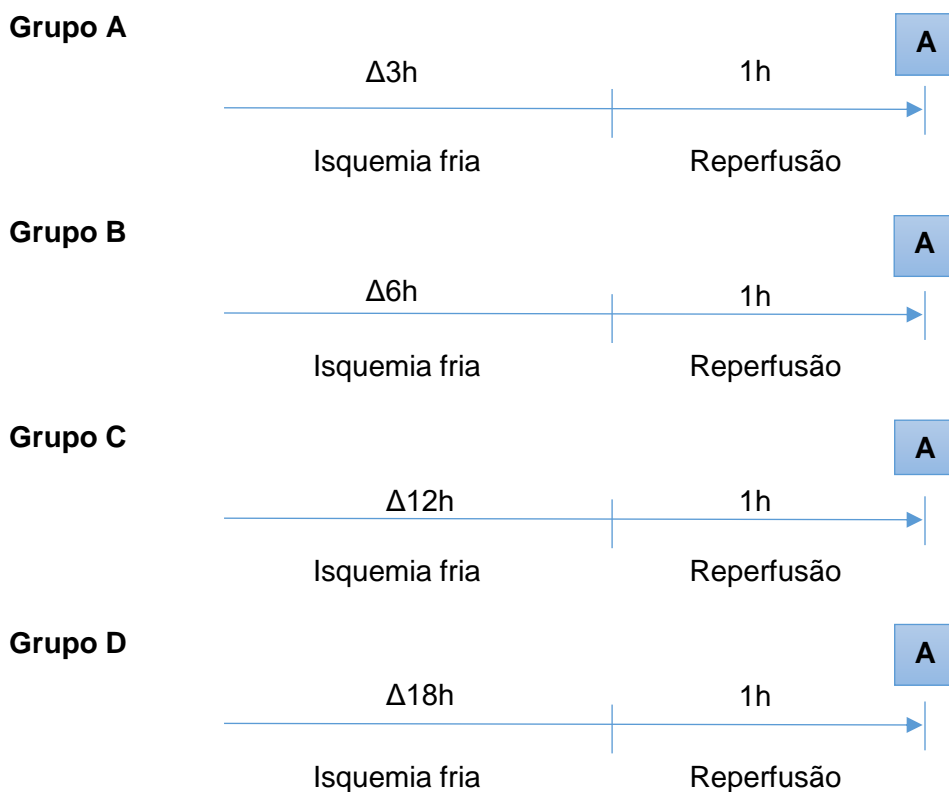 Grupo A
A
Δ3h 1h
Isquemia fria Reperfusão
Grupo B
A
Δ6h 1h
Isquemia fria Reperfusão
Grupo C
A
Δ12h 1h
Isquemia fria Reperfusão
Grupo D
A
Δ18h 1h
Isquemia fria Reperfusão